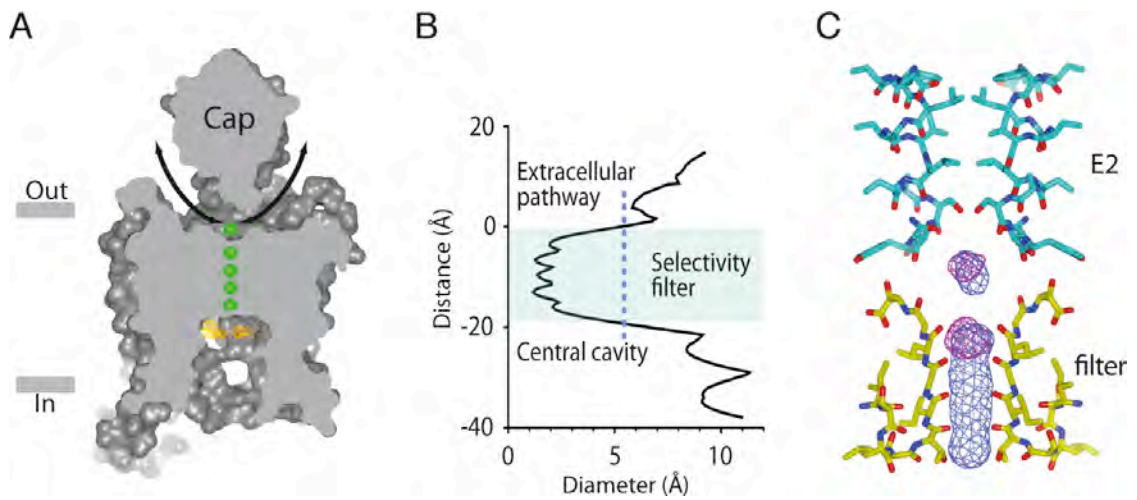 A
Cap
Out
In
B
20
0
-20
-40
Distance (Å)
Extracellular
pathway
Selectivity
filter
Central cavity
0
5
10
Diameter (Å)
C
E2
filter